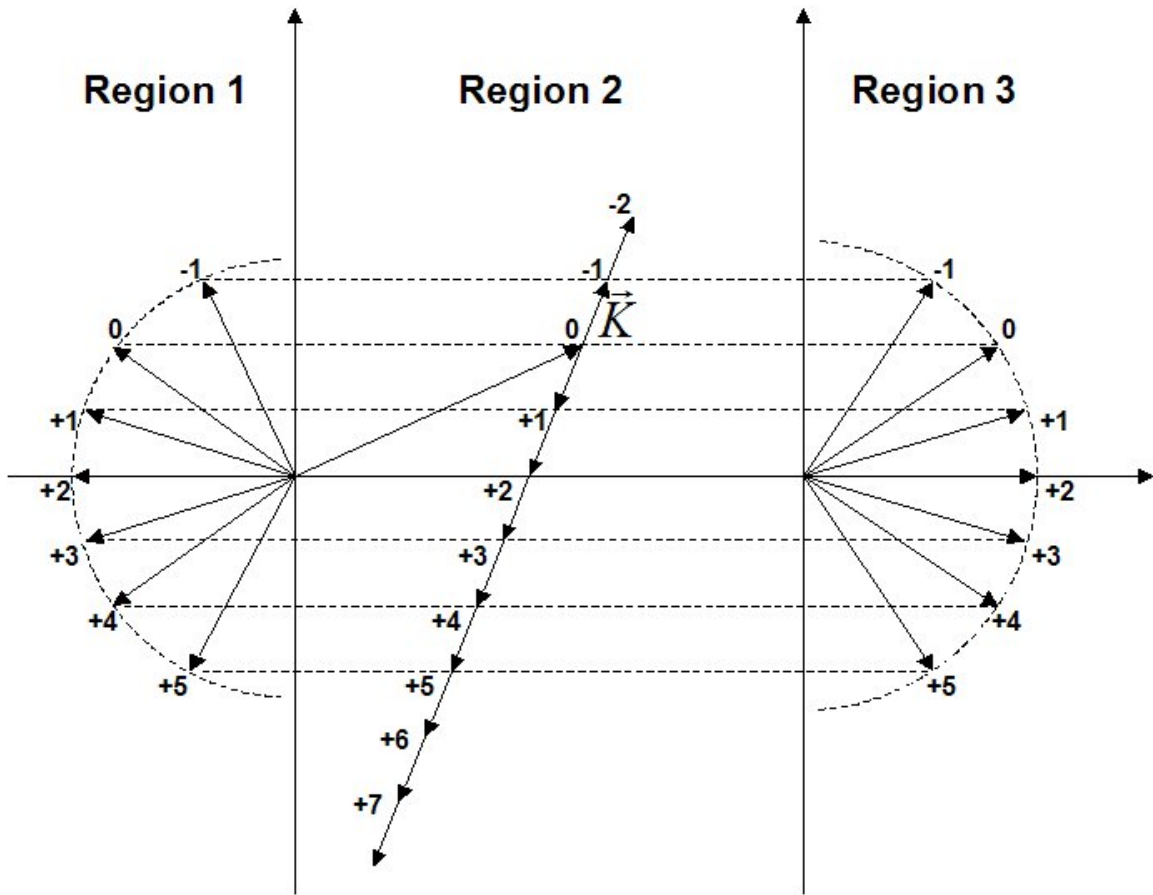 Region 1 Region 2 Region 3
-2
-1 -1 -1
0 0 K⃗ 0
+1 +1 +1
+2 +2 +2
+3 +3 +3
+4 +4 +4
+5 +5 +5
+6
+7